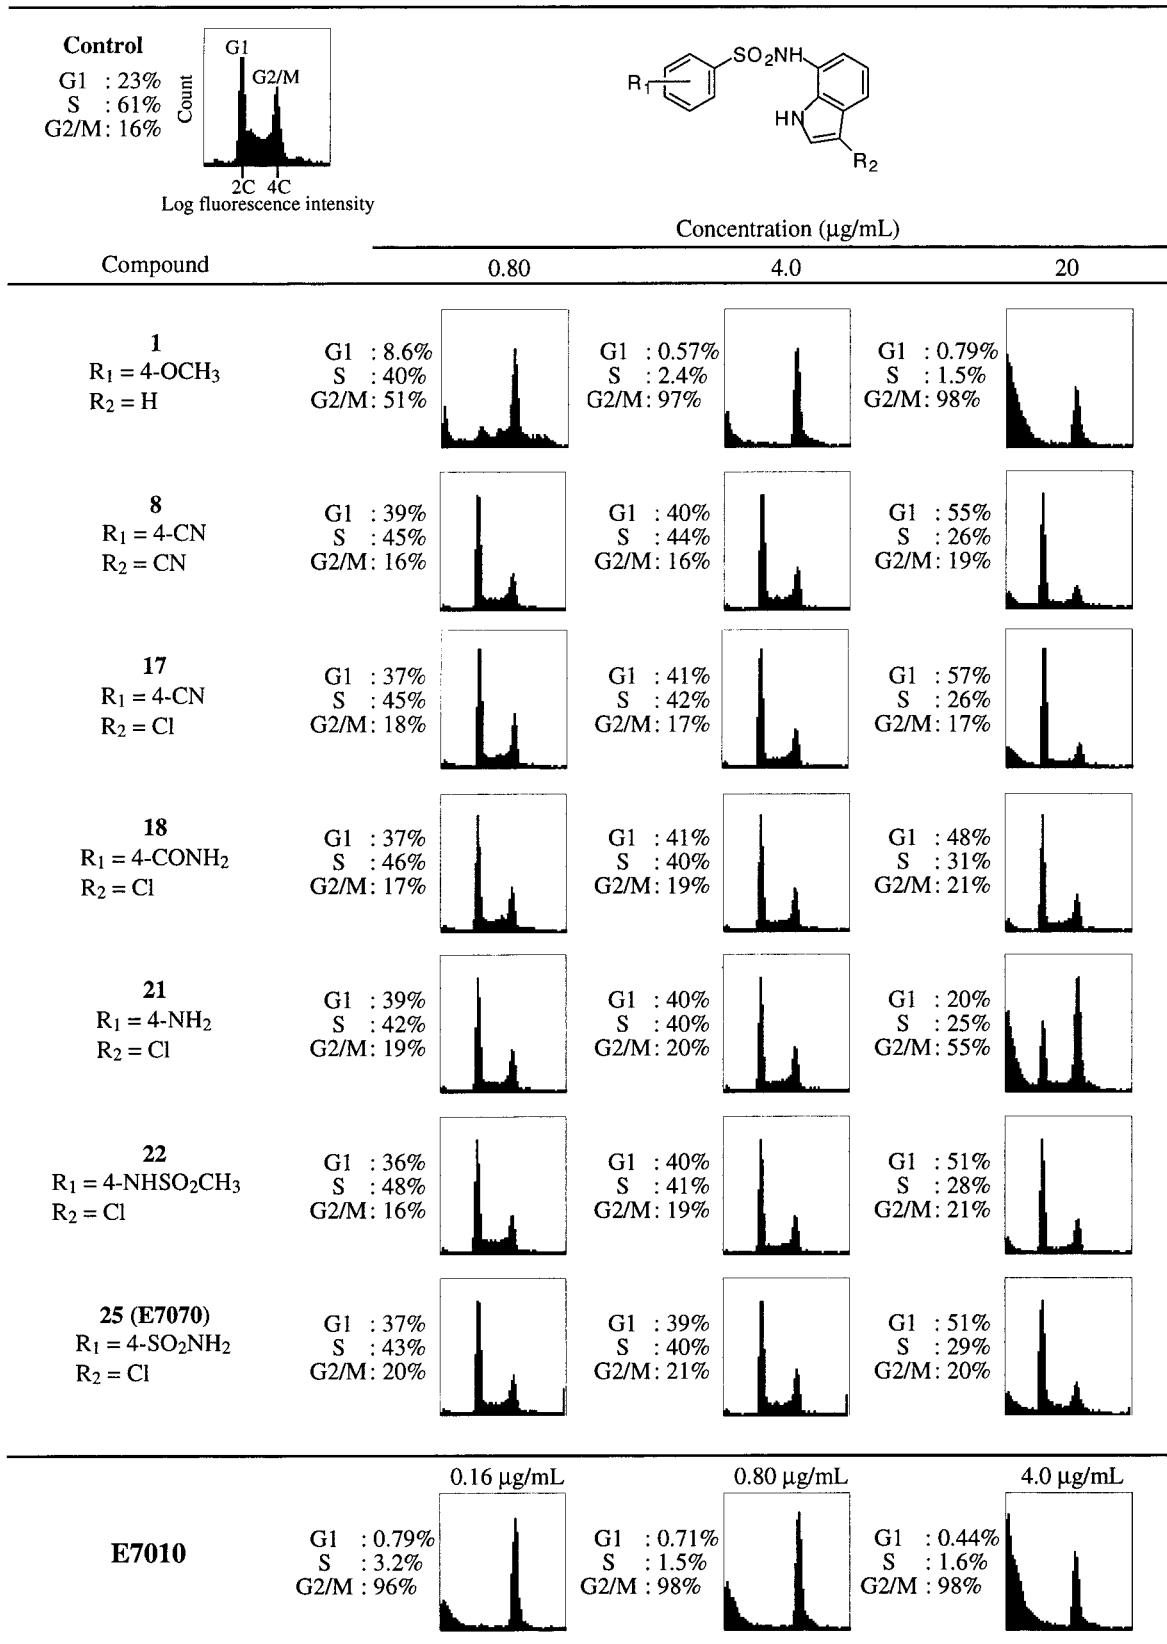 Control
G1 : 23%
S : 61%
G2/M : 16%
Count
G1
G2/M
2C 4C
Log fluorescence intensity
R1
SO2NH
HN
R2
Concentration (μg/mL)
Compound 0.80 4.0 20
1
R1 = 4-OCH3
R2 = H
G1 : 8.6%
S : 40%
G2/M : 51%
G1 : 0.57%
S : 2.4%
G2/M : 97%
G1 : 0.79%
S : 1.5%
G2/M : 98%
8
R1 = 4-CN
R2 = CN
G1 : 39%
S : 45%
G2/M : 16%
G1 : 40%
S : 44%
G2/M : 16%
G1 : 55%
S : 26%
G2/M : 19%
17
R1 = 4-CN
R2 = Cl
G1 : 37%
S : 45%
G2/M : 18%
G1 : 41%
S : 42%
G2/M : 17%
G1 : 57%
S : 26%
G2/M : 17%
18
R1 = 4-CONH2
R2 = Cl
G1 : 37%
S : 46%
G2/M : 17%
G1 : 41%
S : 40%
G2/M : 19%
G1 : 48%
S : 31%
G2/M : 21%
21
R1 = 4-NH2
R2 = Cl
G1 : 39%
S : 42%
G2/M : 19%
G1 : 40%
S : 40%
G2/M : 20%
G1 : 20%
S : 25%
G2/M : 55%
22
R1 = 4-NHSO2CH3
R2 = Cl
G1 : 36%
S : 48%
G2/M : 16%
G1 : 40%
S : 41%
G2/M : 19%
G1 : 51%
S : 28%
G2/M : 21%
25 (E7070)
R1 = 4-SO2NH2
R2 = Cl
G1 : 37%
S : 43%
G2/M : 20%
G1 : 39%
S : 40%
G2/M : 21%
G1 : 51%
S : 29%
G2/M : 20%
0.16 μg/mL 0.80 μg/mL 4.0 μg/mL
E7010
G1 : 0.79%
S : 3.2%
G2/M : 96%
G1 : 0.71%
S : 1.5%
G2/M : 98%
G1 : 0.44%
S : 1.6%
G2/M : 98%